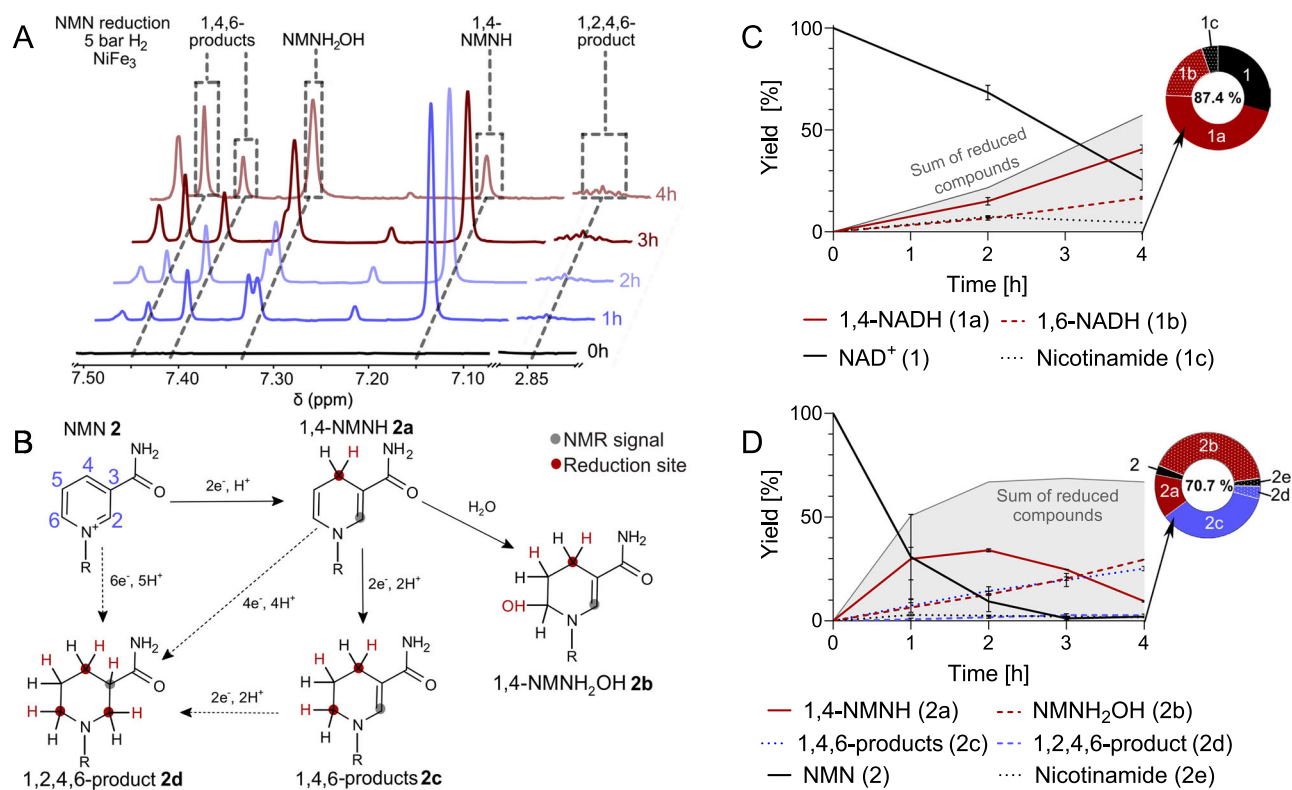 A
NMN reduction
5 bar H2
NiFe3
1,4,6-
products
NMNH2OH
1,4-
NMNH
1,2,4,6-
product
4h
3h
2h
1h
0h
7.50 7.40 7.30 7.20 7.10 2.85
δ (ppm)
B
NMN 2
1,4-NMNH 2a
NMR signal
Reduction site
4
5
3
6
2
N+
R
NH2
O
2e-, H+
H H
NH2
O
N
R
H2O
6e-, 5H+
4e-, 4H+
2e-, 2H+
H H
NH2
H
H
O
HO
H
N
R
1,4-NMNH2OH 2b
H H H
NH2
H
H
O
H H
H H
N
R
1,2,4,6-product 2d
2e-, 2H+
H H H
NH2
H
O
H
H
N
R
1,4,6-products 2c
C
Yield [%]
100
50
0
0 1 2 3 4
Time [h]
Sum of reduced
compounds
1c
1b
1
87.4 %
1a
1,4-NADH (1a)
1,6-NADH (1b)
NAD+ (1)
Nicotinamide (1c)
D
Yield [%]
100
50
0
0 1 2 3 4
Time [h]
Sum of reduced
compounds
2b
2
2a
70.7 %
2e
2d
2c
1,4-NMNH (2a)
NMNH2OH (2b)
1,4,6-products (2c)
1,2,4,6-product (2d)
NMN (2)
Nicotinamide (2e)